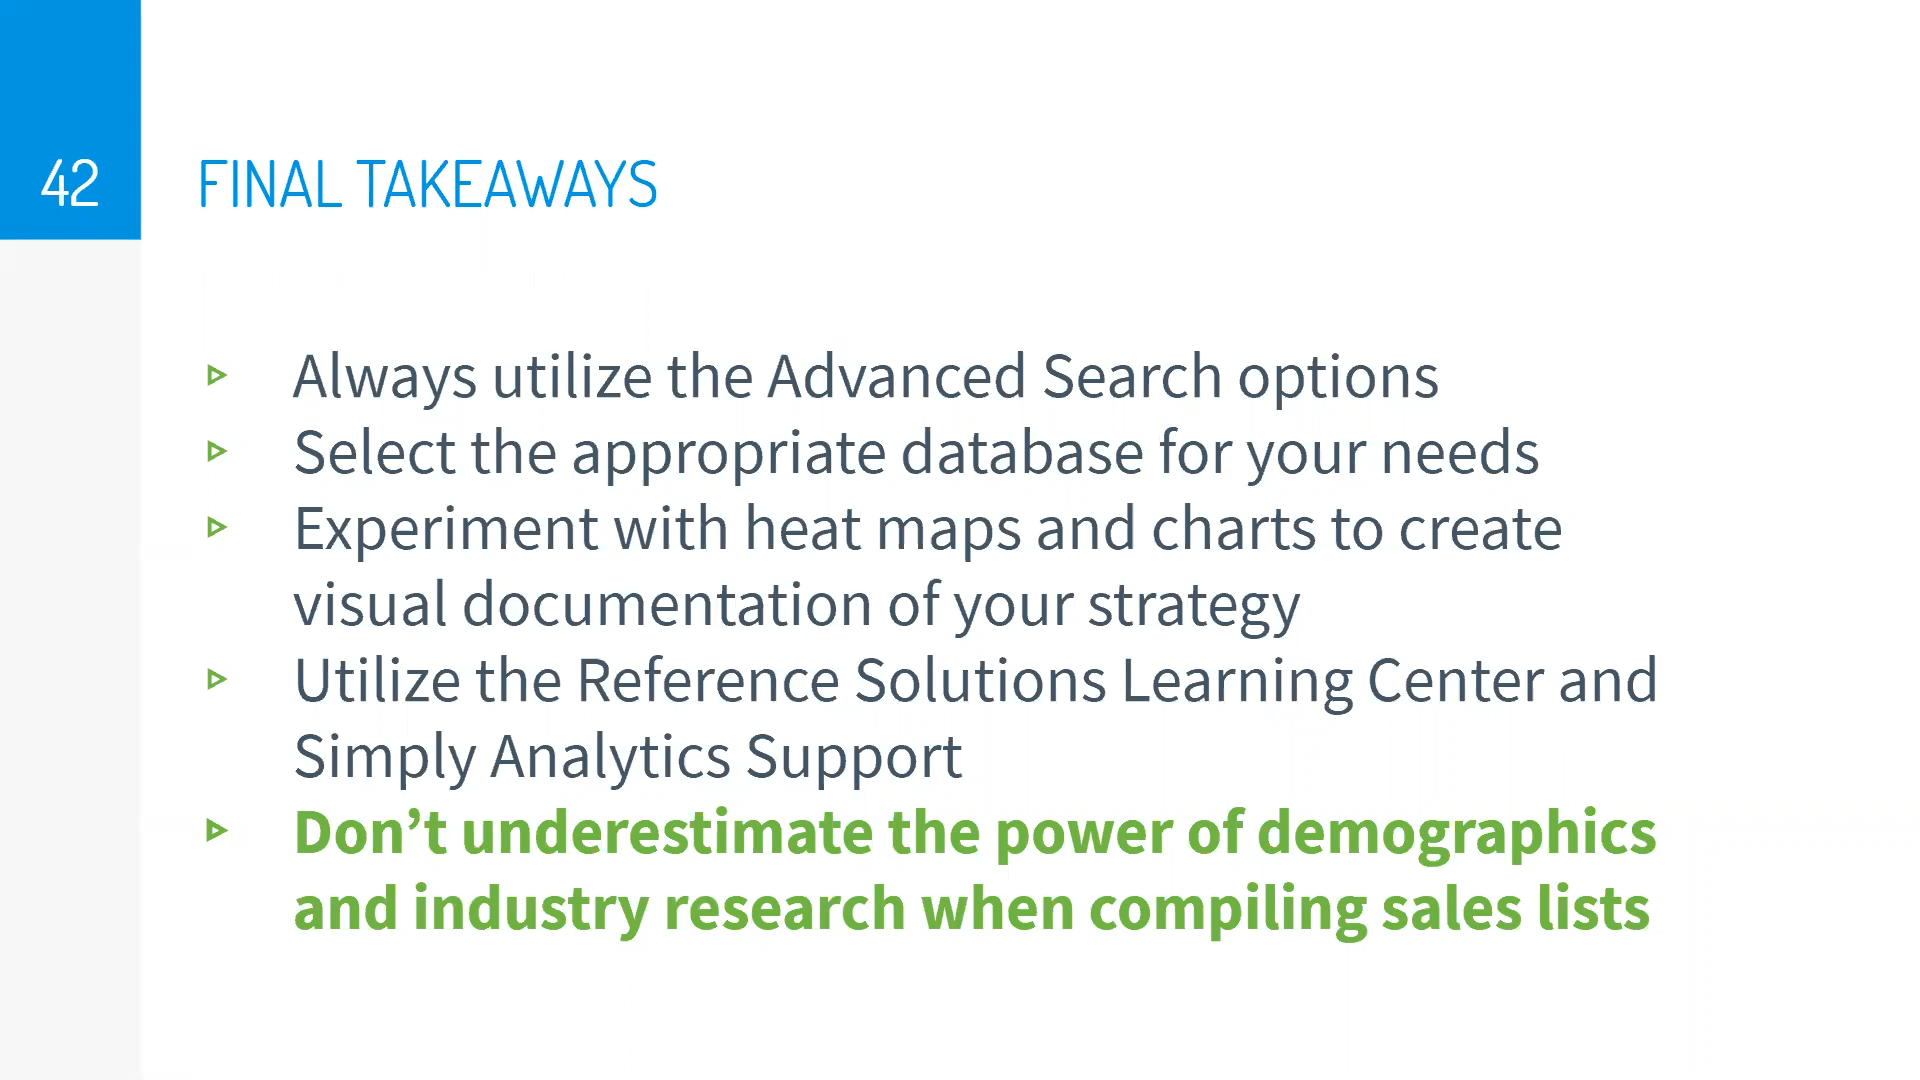 42
FINAL TAKEAWAYS
Always utilize the Advanced Search options
Select the appropriate database for your needs
Experiment with heat maps and charts to create
visual documentation of your strategy
Utilize the Reference Solutions Learning Center and
Simply Analytics Support
Don’t underestimate the power of demographics
and industry research when compiling sales lists